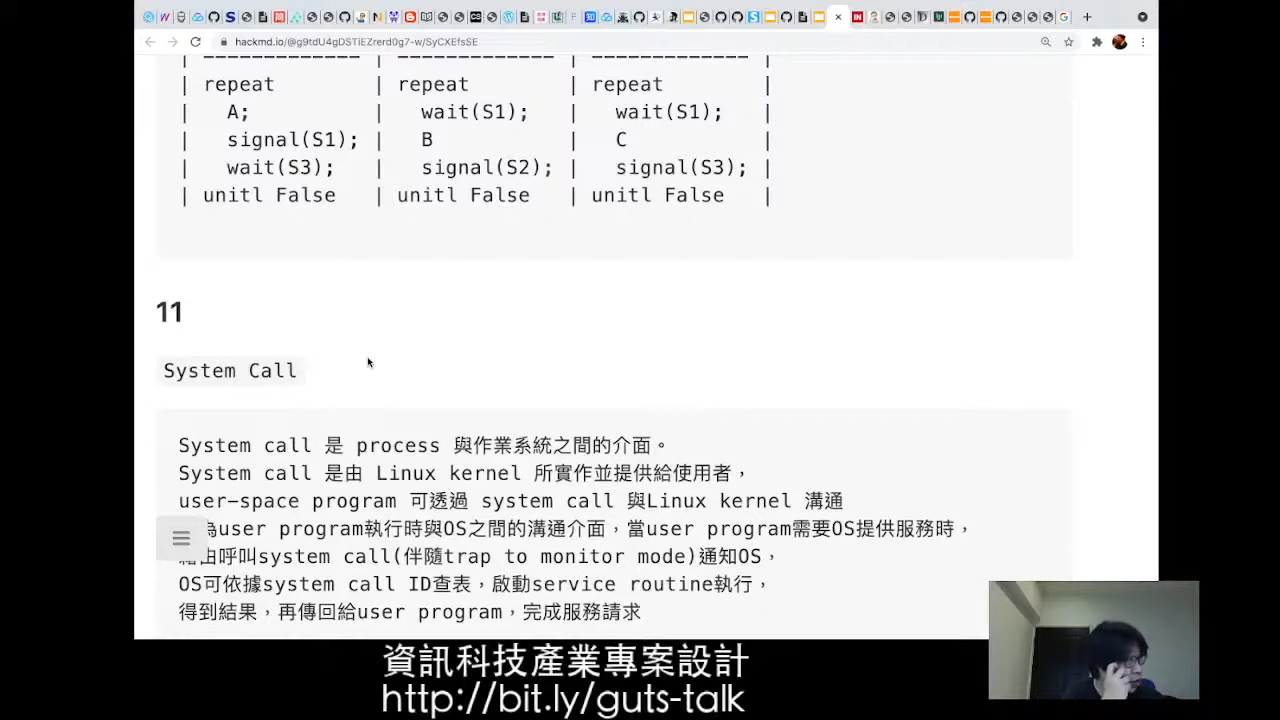 hackmd.io/@g9tdU4gDSTiEZrerd0g7-w/SyCXEfsSE
| ============= | ============= | ============= |
| repeat | repeat | repeat |
| A; | wait(S1); | wait(S1); |
| signal(S1); | B | C |
| wait(S3); | signal(S2); | signal(S3); |
| unitl False | unitl False | unitl False |
11
System Call
System call 是 process 與作業系統之間的介面。
System call 是由 Linux kernel 所實作並提供給使用者，
user-space program 可透過 system call 與Linux kernel 溝通
為user program執行時與OS之間的溝通介面，當user program需要OS提供服務時，
藉由呼叫system call(伴隨trap to monitor mode)通知OS，
OS可依據system call ID查表，啟動service routine執行，
得到結果，再傳回給user program，完成服務請求
資訊科技產業專案設計
http://bit.ly/guts-talk